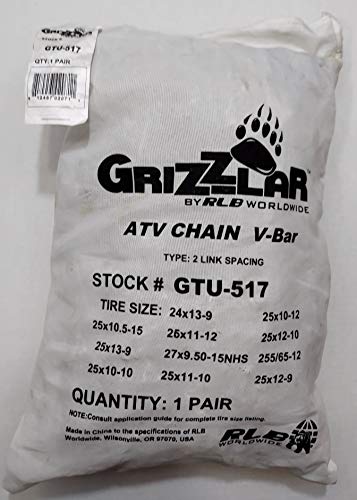 GRIZZLAR
STOCK #
GTU-517
QTY:1 PAIR
GRIZZLAR™
BY RLB WORLDWIDE
ATV CHAIN V-Bar
TYPE: 2 LINK SPACING
STOCK # GTU-517
TIRE SIZE: 24x13-9 25x10-12
25x10.5-15 26x11-12 25x12-10
25x13-9 27x9.50-15NHS 255/65-12
25x10-10 25x11-10 25x12-9
QUANTITY: 1 PAIR
NOTE:Consult application guide for complete tire size listing.
Made in China to the specifications of RLB
Worldwide, Wilsonville, OR 97070, USA
RLB
WORLDWIDE